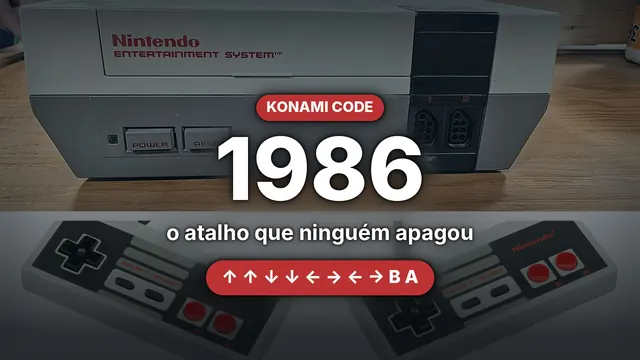 Nintendo
ENTERTAINMENT SYSTEM™
KONAMI CODE
1 2
POWER
1986
o atalho que ninguém apagou
Nintendo
↑ ↑ ↓ ↓ ← → ← → B A